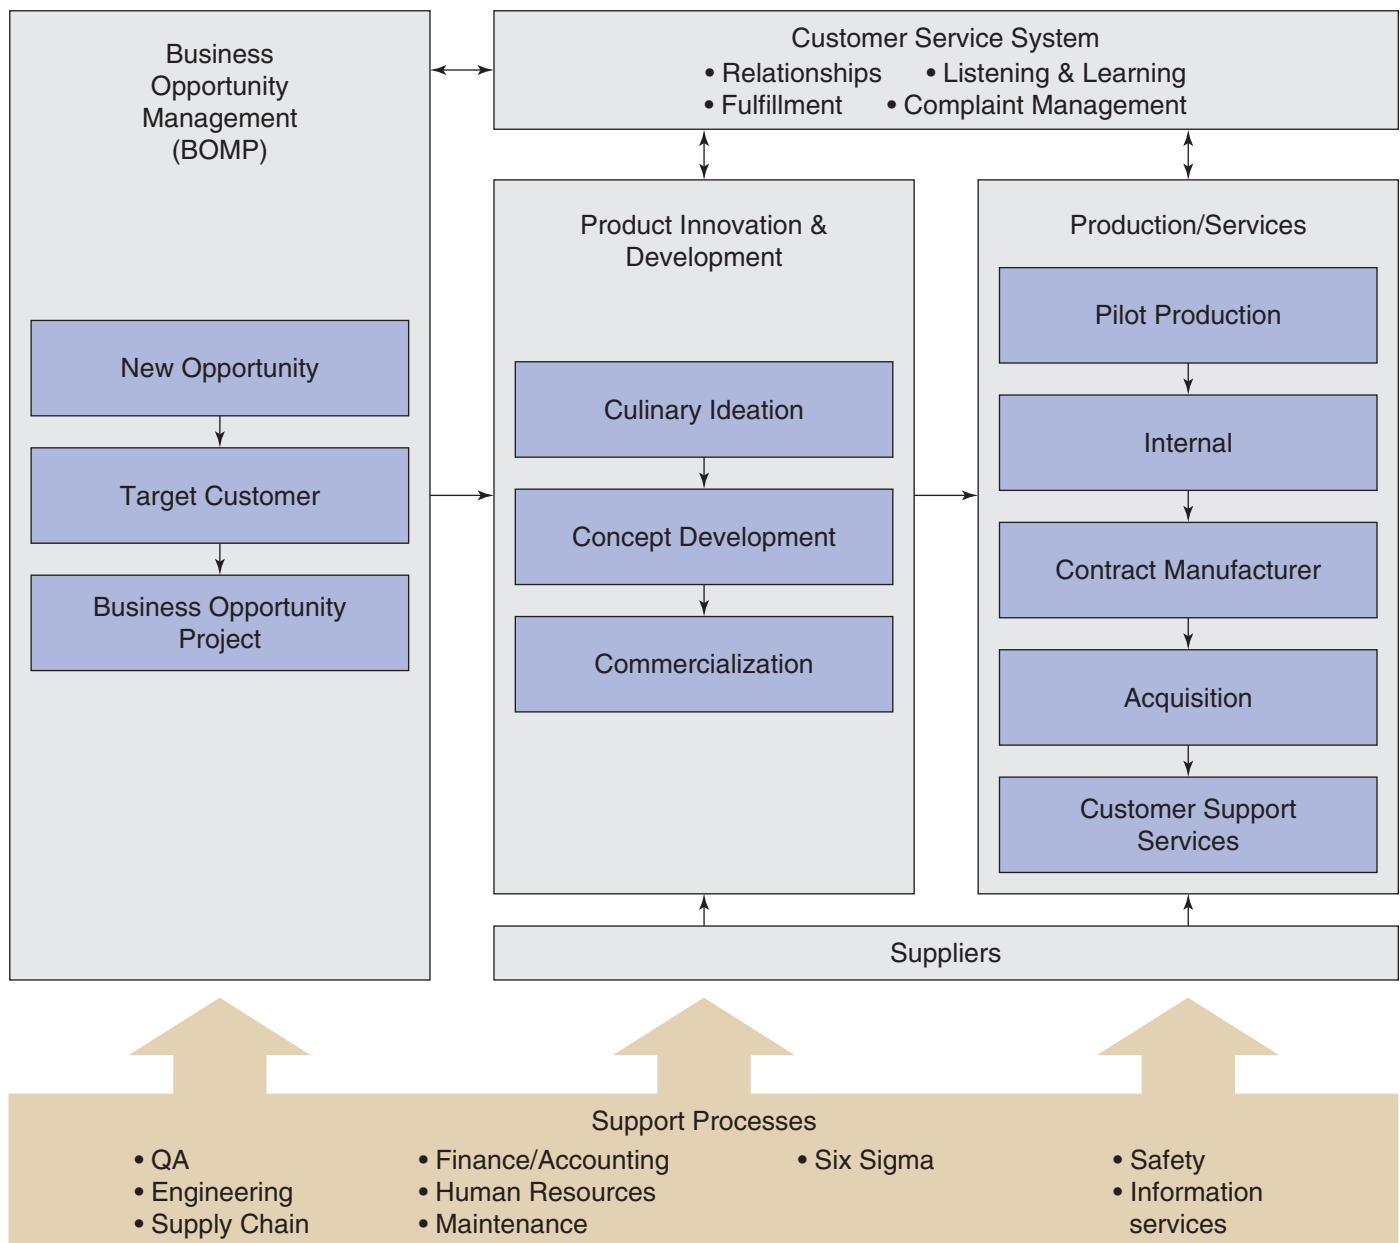 Business
Opportunity
Management
(BOMP)
New Opportunity
Target Customer
Business Opportunity
Project
Customer Service System
• Relationships • Listening & Learning
• Fulfillment • Complaint Management
Product Innovation &
Development
Culinary Ideation
Concept Development
Commercialization
Production/Services
Pilot Production
Internal
Contract Manufacturer
Acquisition
Customer Support
Services
Suppliers
Support Processes
• QA
• Engineering
• Supply Chain
• Finance/Accounting
• Human Resources
• Maintenance
• Six Sigma
• Safety
• Information
services